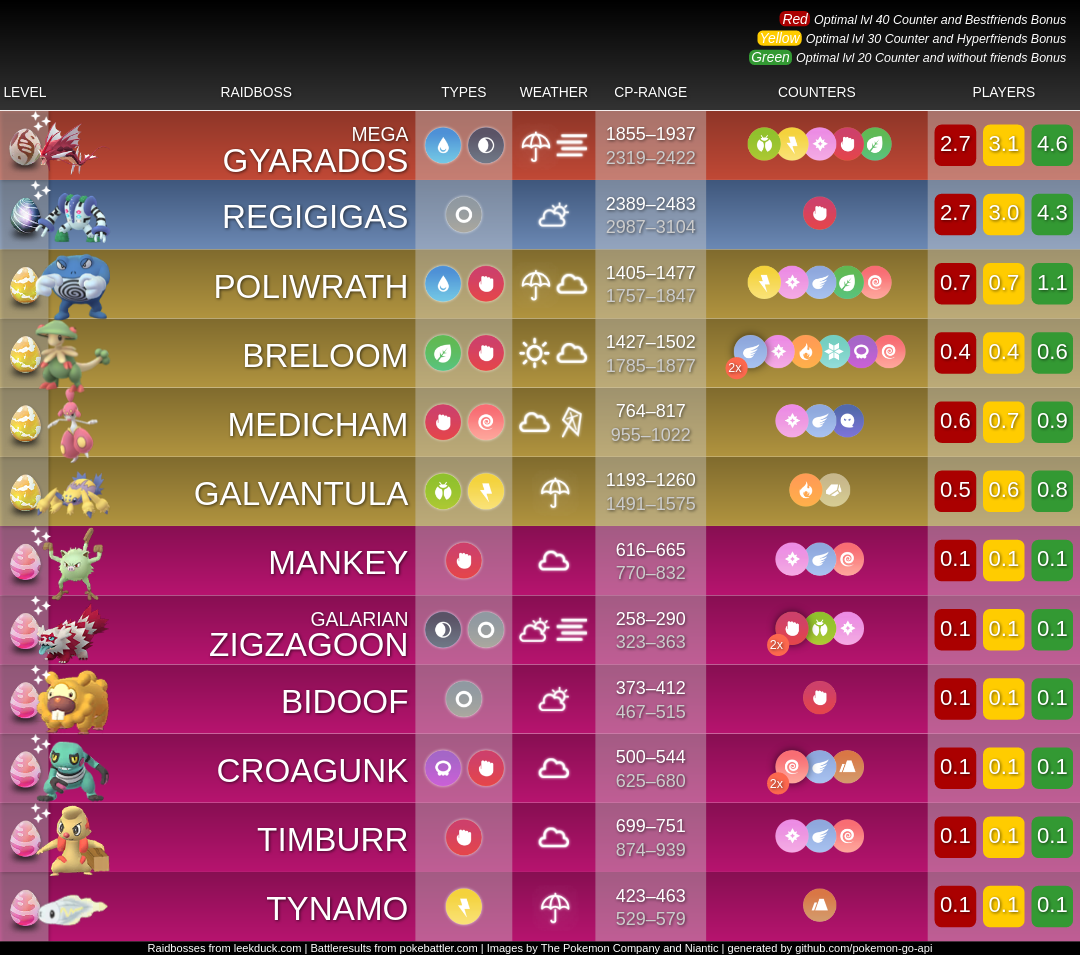 Red Optimal lvl 40 Counter and Bestfriends Bonus
Yellow Optimal lvl 30 Counter and Hyperfriends Bonus
Green Optimal lvl 20 Counter and without friends Bonus
LEVEL RAIDBOSS TYPES WEATHER CP-RANGE COUNTERS PLAYERS
MEGA
GYARADOS
1855–1937
2319–2422
2.7 3.1 4.6
REGIGIGAS
2389–2483
2987–3104
2.7 3.0 4.3
POLIWRATH
1405–1477
1757–1847
0.7 0.7 1.1
BRELOOM
1427–1502
1785–1877
2x
0.4 0.4 0.6
MEDICHAM
764–817
955–1022
0.6 0.7 0.9
GALVANTULA
1193–1260
1491–1575
0.5 0.6 0.8
MANKEY
616–665
770–832
0.1 0.1 0.1
GALARIAN
ZIGZAGOON
258–290
323–363
2x
0.1 0.1 0.1
BIDOOF
373–412
467–515
0.1 0.1 0.1
CROAGUNK
500–544
625–680
2x
0.1 0.1 0.1
TIMBURR
699–751
874–939
0.1 0.1 0.1
TYNAMO
423–463
529–579
0.1 0.1 0.1
Raidbosses from leekduck.com | Battleresults from pokebattler.com | Images by The Pokemon Company and Niantic | generated by github.com/pokemon-go-api